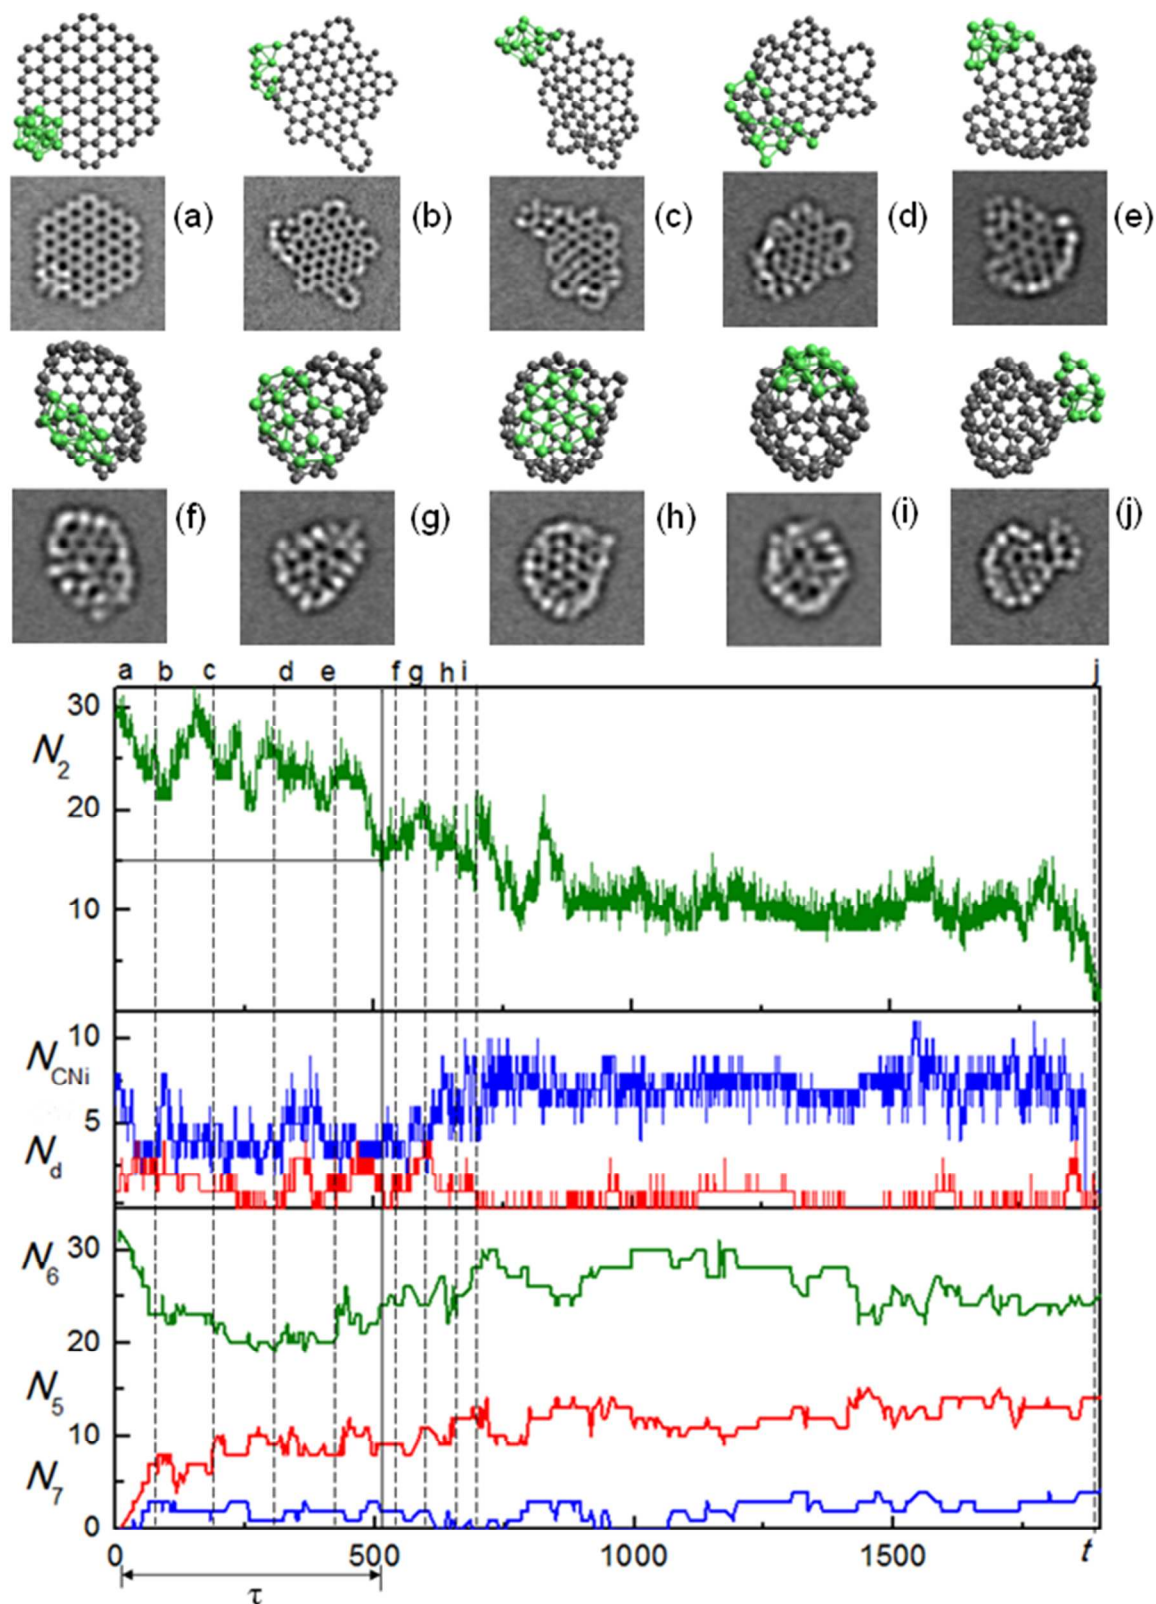 (a) (b) (c) (d) (e)
(f) (g) (h) (i) (j)
a b c d e f g h i j
30
N2
20
10
10
NCNi
5
Nd
30
N6
20
N5
10
N7
0
0 500 1000 1500 t
τ